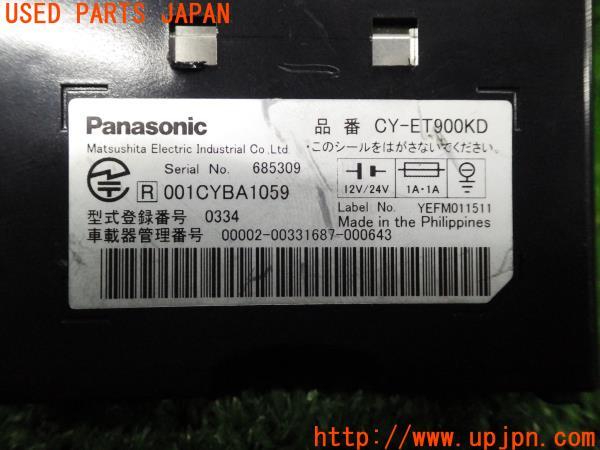 USED PARTS JAPAN
Panasonic
Matsushita Electric Industrial Co.,Ltd
Serial No. 685309
R 001CYBA1059
型式登録番号 0334
車載器管理番号 00002-00331687-000643
品番 CY-ET900KD
・このシールをはがさないでください。
12V/24V 1A・1A
Label No. YEFM011511
Made in the Philippines
https://www.upjpn.com/